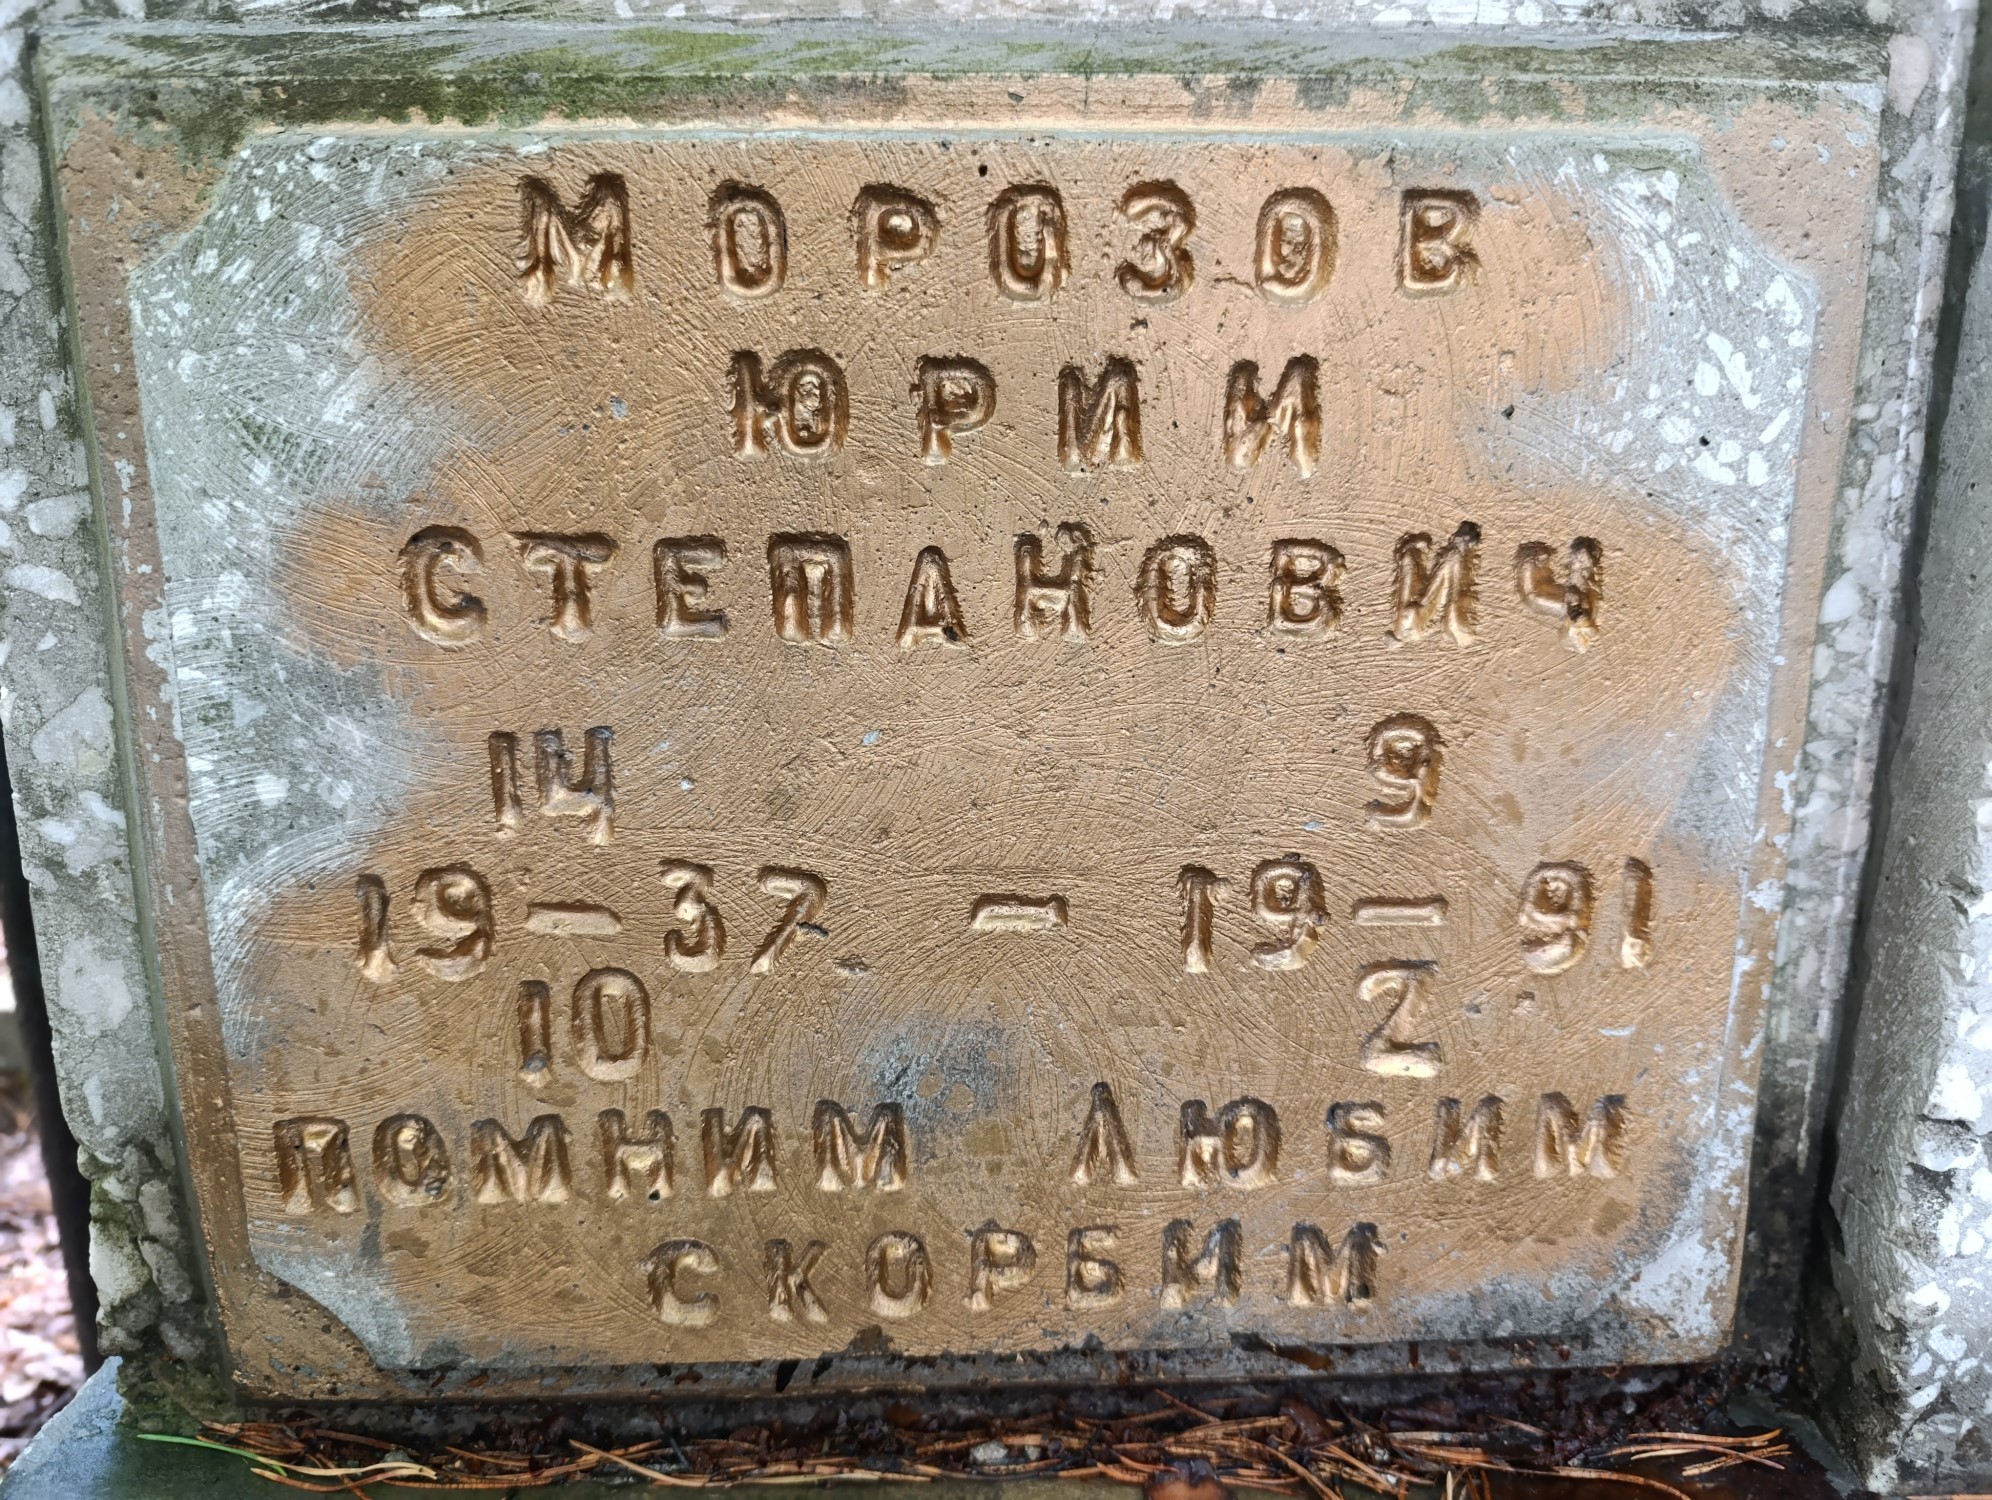 МОРОЗОВ
ЮРИИ
СТЕПАНОВИЧ
14 9
19-37 - 19-91
10 2
ПОМНИМ ЛЮБИМ
СКОРБИМ